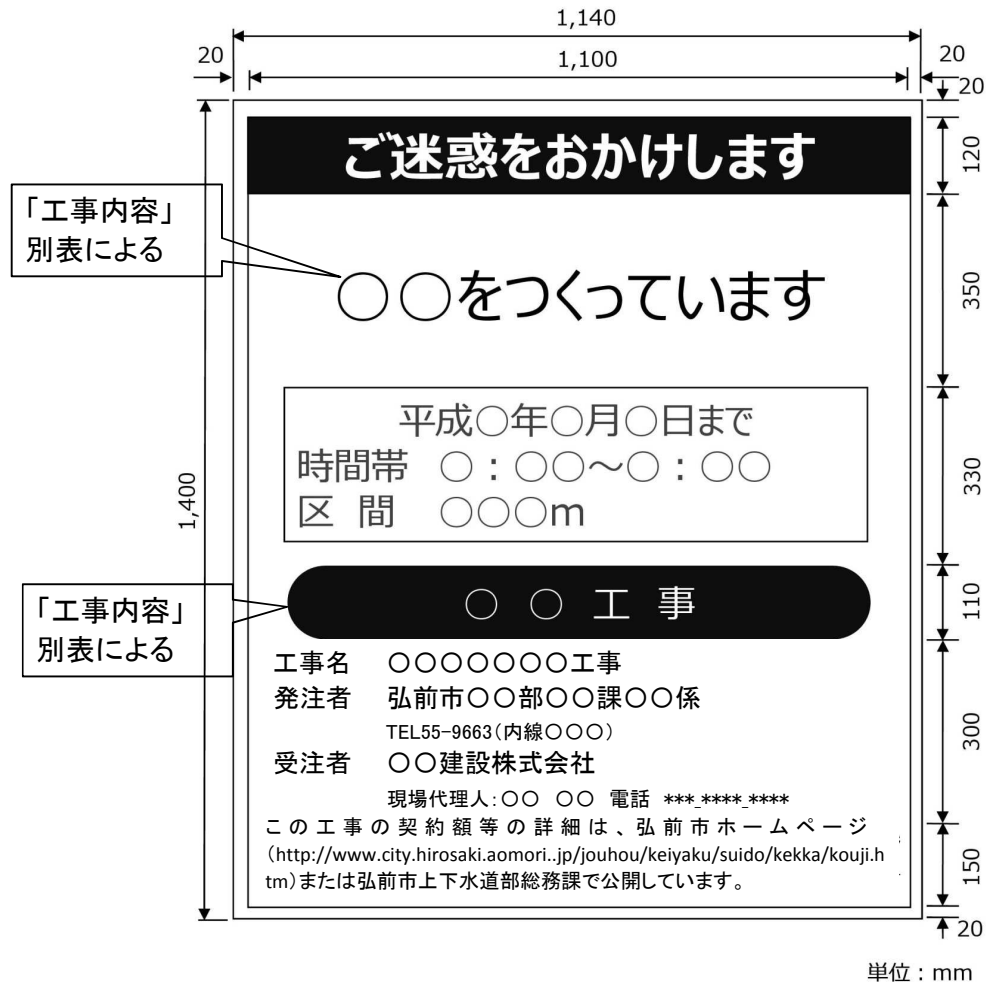 1,140
20
1,100
20
20
ご迷惑をおかけします
120
「工事内容」
別表による
○○をつくっています
350
平成○年○月○日まで
時間帯 ○:○○～○:○○
区 間 ○○○m
330
1,400
「工事内容」
別表による
○ ○ 工 事
110
工事名 ○○○○○○○工事
発注者 弘前市○○部○○課○○係
TEL55-9663(内線○○○)
受注者 ○○建設株式会社
現場代理人:○○ ○○ 電話 ***_****_****
300
この工事の契約額等の詳細は、弘前市ホームページ
(http://www.city.hirosaki.aomori..jp/jouhou/keiyaku/suido/kekka/kouji.h
tm)または弘前市上下水道部総務課で公開しています。
150
20
単位:mm